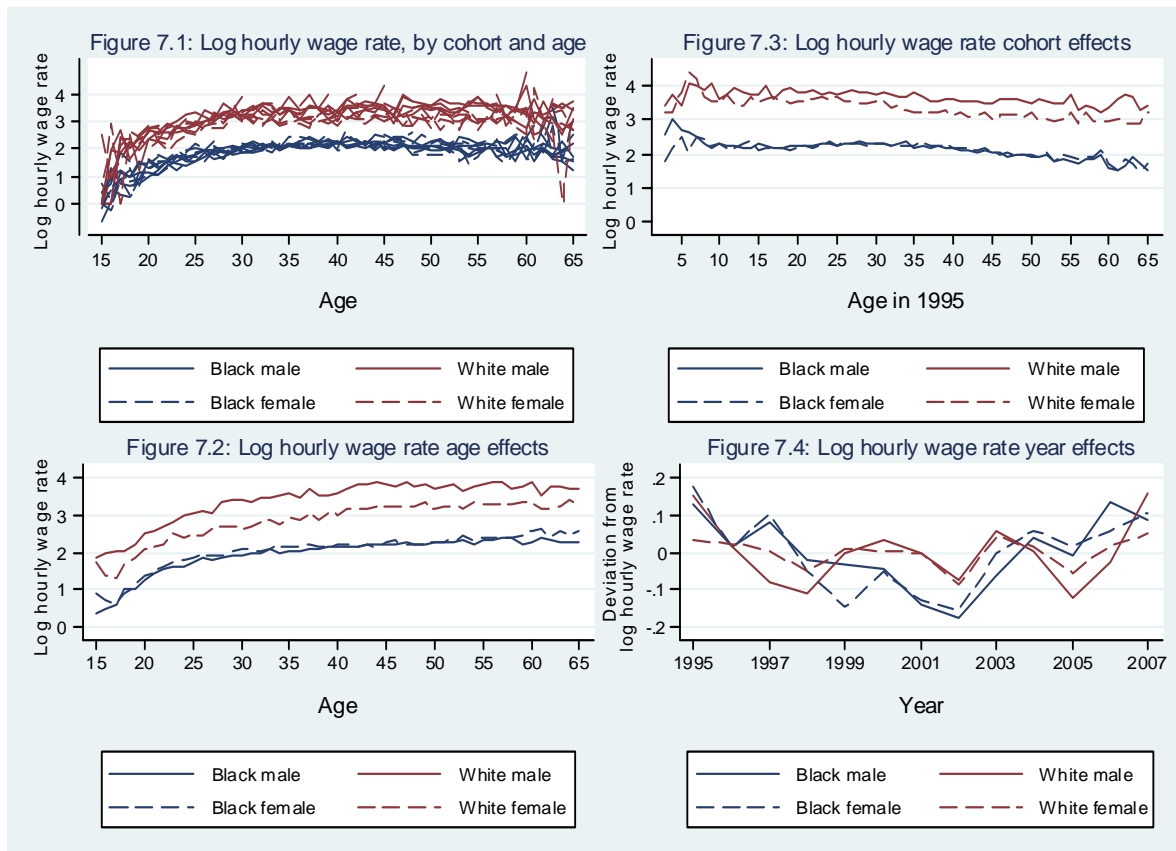 Figure 7.1: Log hourly wage rate, by cohort and age
Log hourly wage rate
4
3
2
1
0
15 20 25 30 35 40 45 50 55 60 65
Age
Black male White male
Black female White female
Figure 7.3: Log hourly wage rate cohort effects
Log hourly wage rate
4
3
2
1
0
5 10 15 20 25 30 35 40 45 50 55 60 65
Age in 1995
Black male White male
Black female White female
Figure 7.2: Log hourly wage rate age effects
Log hourly wage rate
4
3
2
1
0
15 20 25 30 35 40 45 50 55 60 65
Age
Black male White male
Black female White female
Figure 7.4: Log hourly wage rate year effects
Deviation from
log hourly wage rate
.2
.1
0
-.1
-.2
1995 1997 1999 2001 2003 2005 2007
Year
Black male White male
Black female White female